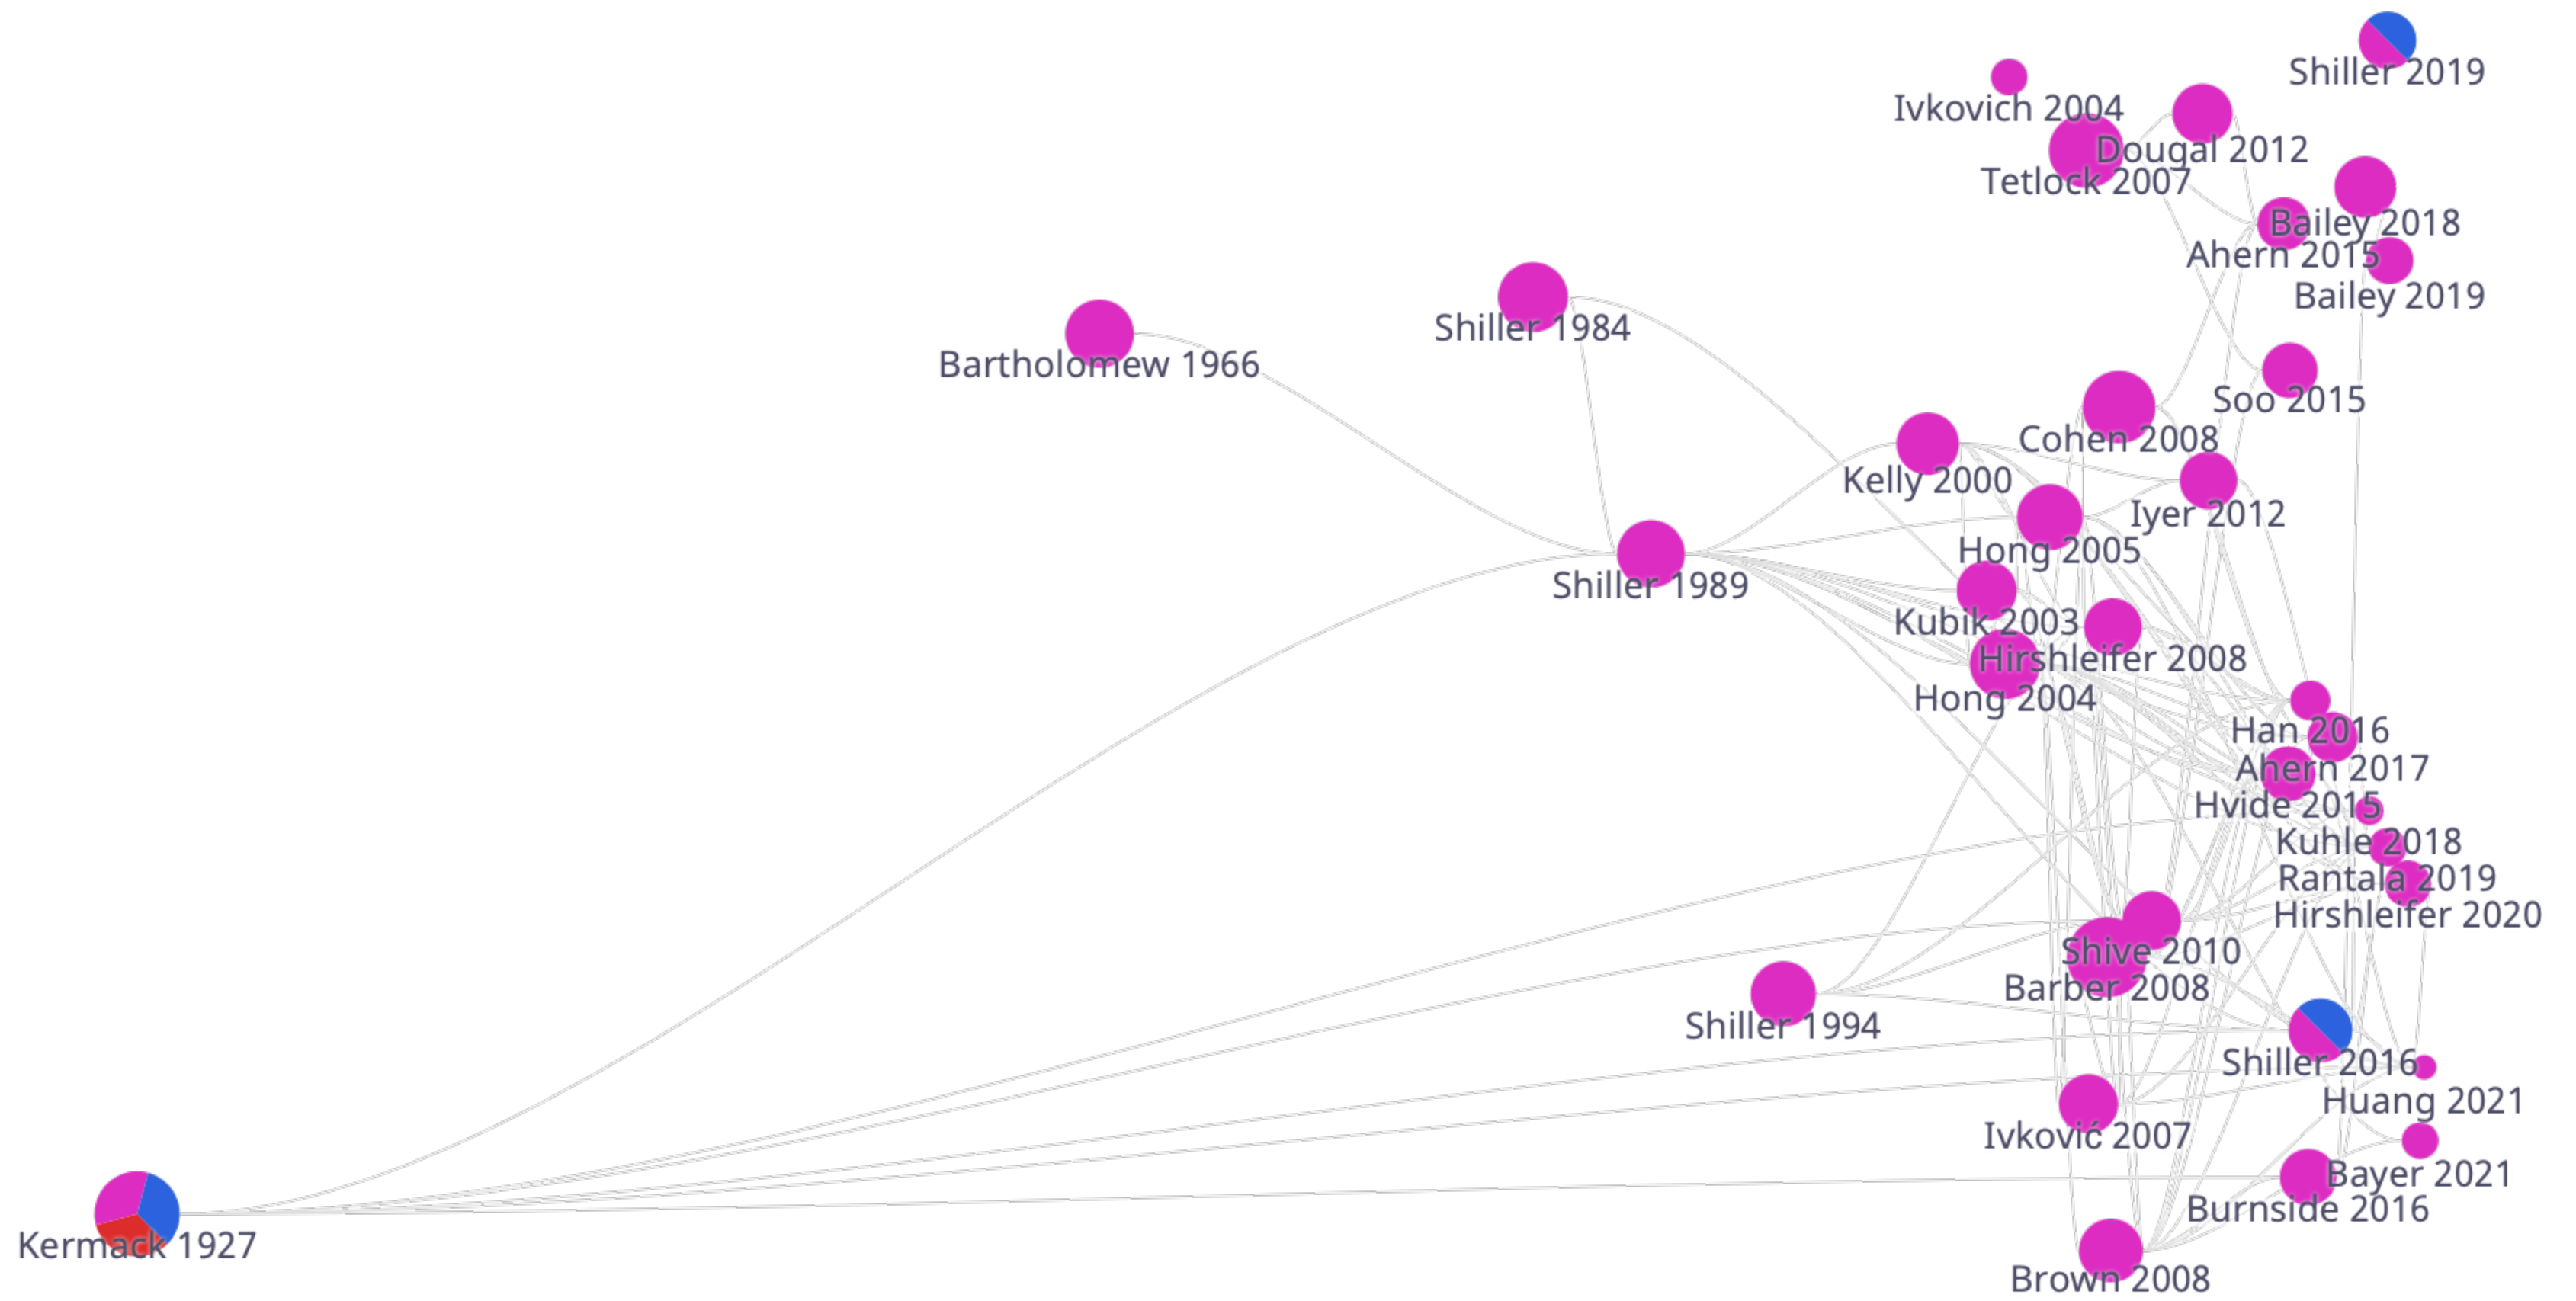 Shiller 2019
Ivkovich 2004
Dougal 2012
Tetlock 2007
Bailey 2018
Ahern 2015
Bailey 2019
Shiller 1984
Bartholomew 1966
Soo 2015
Cohen 2008
Kelly 2000
Iyer 2012
Hong 2005
Shiller 1989
Kubik 2003
Hirshleifer 2008
Hong 2004
Han 2016
Ahern 2017
Hvide 2015
Kuhle 2018
Rantala 2019
Hirshleifer 2020
Shive 2010
Barber 2008
Shiller 1994
Shiller 2016
Huang 2021
Ivković 2007
Bayer 2021
Burnside 2016
Kermack 1927
Brown 2008